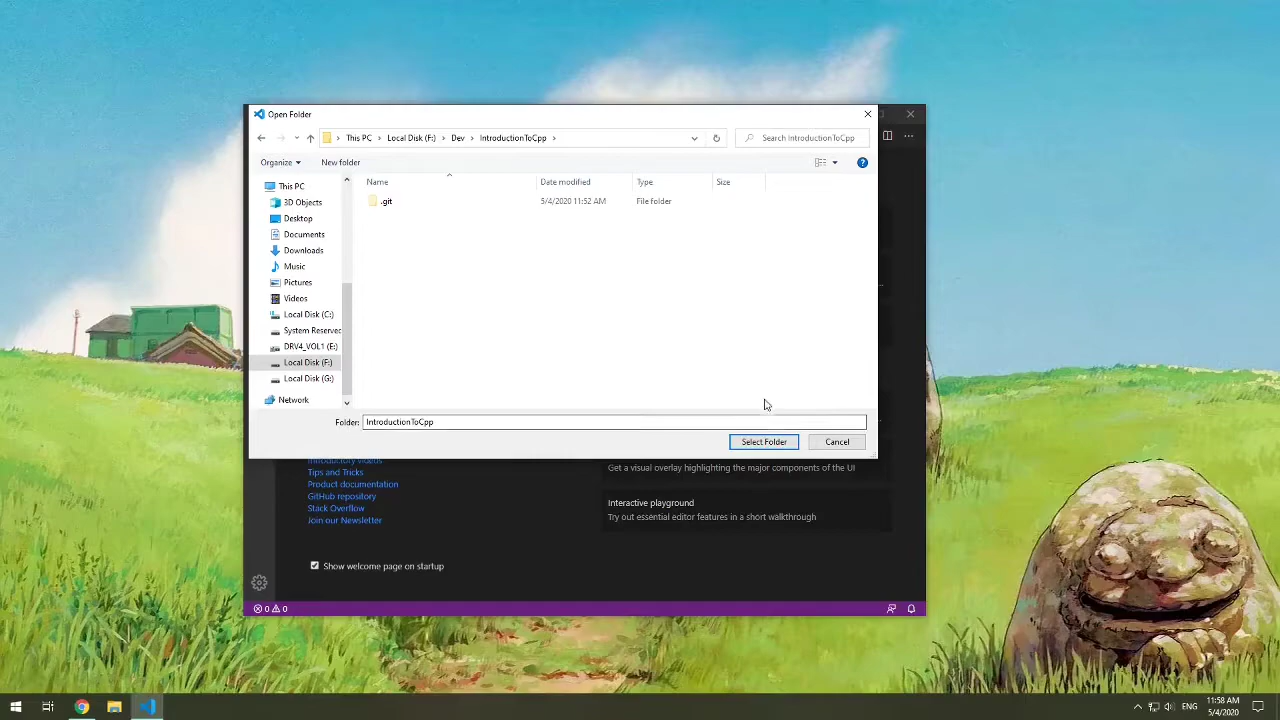 Open Folder
This PC Local Disk (F:) Dev IntroductionToCpp
Search IntroductionToCpp
Organize New folder
Name Date modified Type Size
.git 5/4/2020 11:52 AM File folder
This PC
3D Objects
Desktop
Documents
Downloads
Music
Pictures
Videos
Local Disk (C:)
System Reserved
DRV4_VOL1 (E:)
Local Disk (F:)
Local Disk (G:)
Network
Folder: IntroductionToCpp
Select Folder Cancel
Introductory videos
Tips and Tricks
Product documentation
GitHub repository
Stack Overflow
Join our Newsletter
Get a visual overlay highlighting the major components of the UI
Interactive playground
Try out essential editor features in a short walkthrough
Show welcome page on startup
0 0
ENG
11:58 AM
5/4/2020